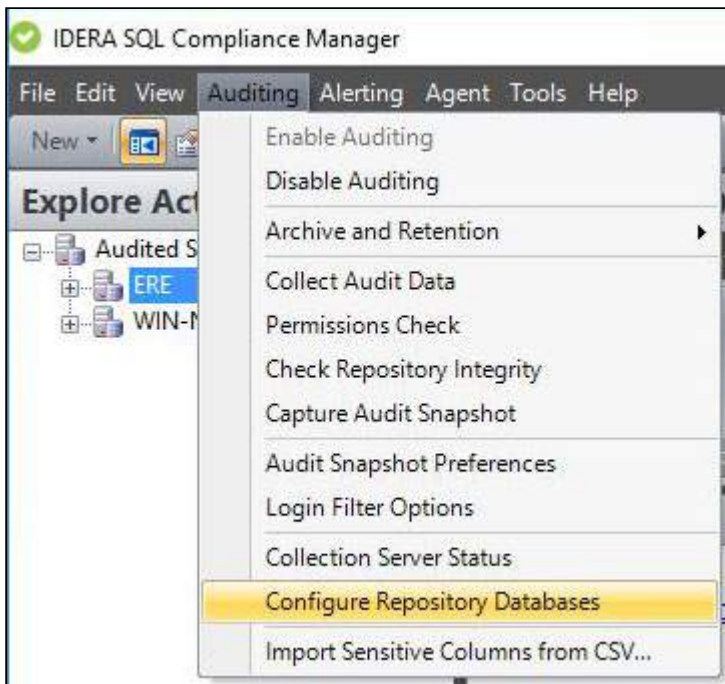 IDERA SQL Compliance Manager
File Edit View Auditing Alerting Agent Tools Help
New
Explore Act
Audited S
ERE
WIN-N
Enable Auditing
Disable Auditing
Archive and Retention
Collect Audit Data
Permissions Check
Check Repository Integrity
Capture Audit Snapshot
Audit Snapshot Preferences
Login Filter Options
Collection Server Status
Configure Repository Databases
Import Sensitive Columns from CSV...